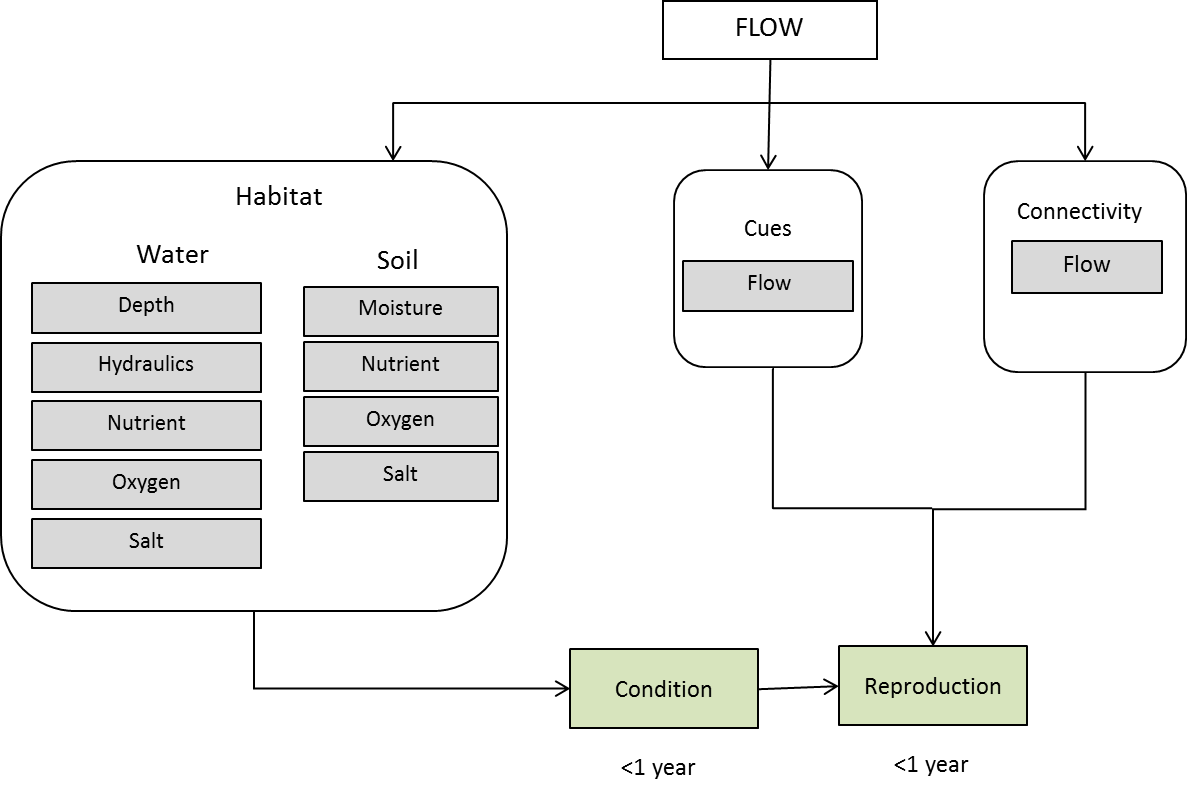 FLOW
Habitat
Water
Depth
Hydraulics
Nutrient
Oxygen
Salt
Soil
Moisture
Nutrient
Oxygen
Salt
Cues
Flow
Connectivity
Flow
Condition
<1 year
Reproduction
<1 year